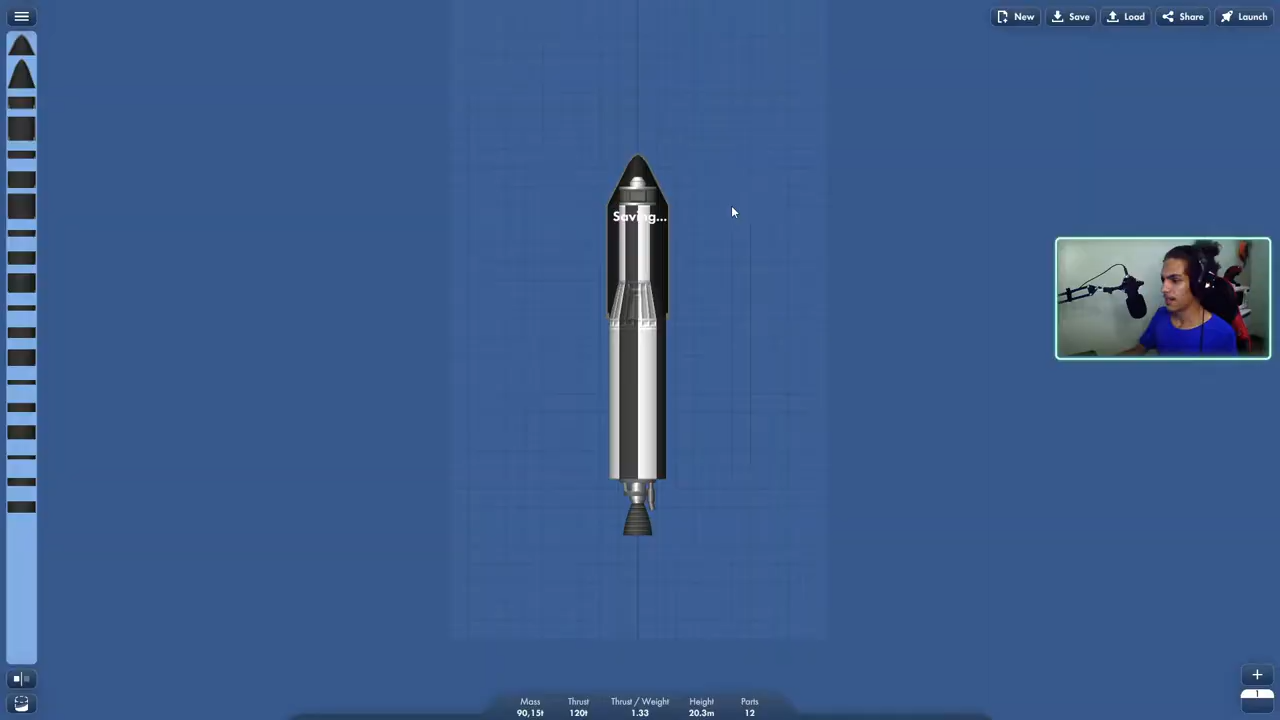 New Save Load Share Launch
Saving...
Mass Thrust Thrust / Weight Height Parts
90,15t 120t 1.33 20.3m 12
1